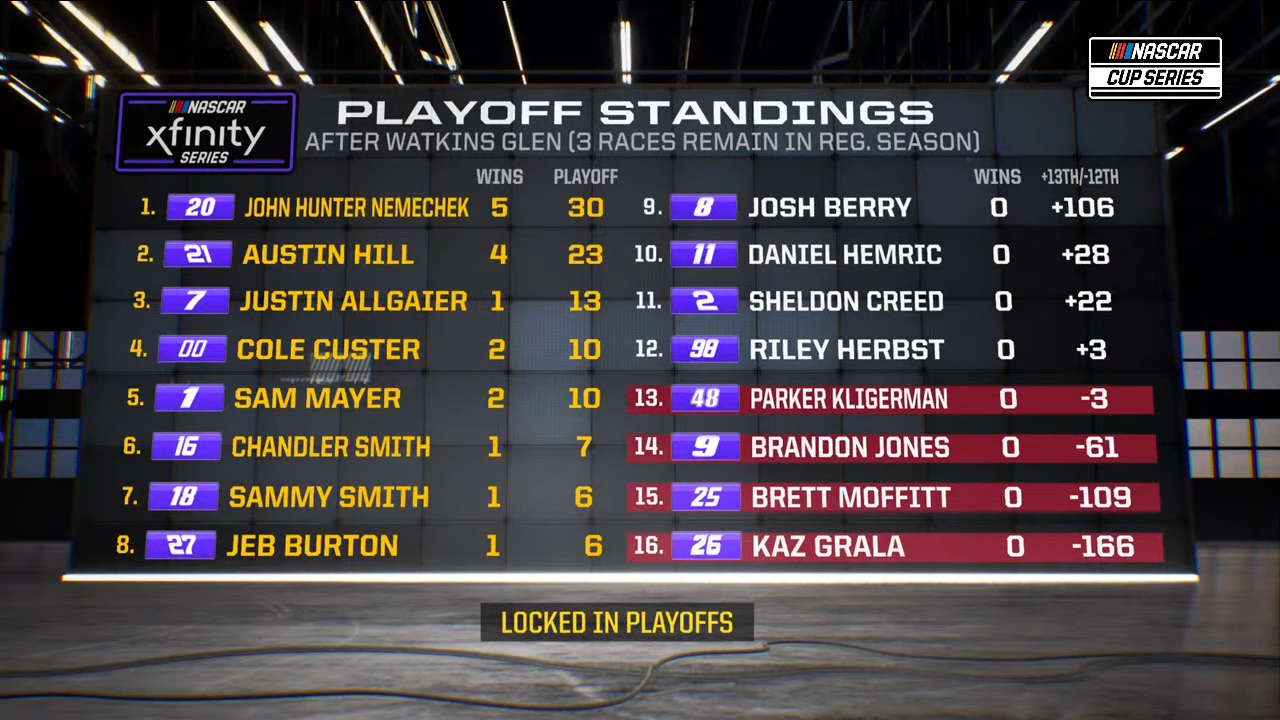 NASCAR
CUP SERIES
NASCAR
xfinity
SERIES
PLAYOFF STANDINGS
AFTER WATKINS GLEN (3 RACES REMAIN IN REG. SEASON)
WINS PLAYOFF
1. 20 JOHN HUNTER NEMECHEK 5 30
2. 21 AUSTIN HILL 4 23
3. 7 JUSTIN ALLGAIER 1 13
4. 00 COLE CUSTER 2 10
5. 1 SAM MAYER 2 10
6. 16 CHANDLER SMITH 1 7
7. 18 SAMMY SMITH 1 6
8. 27 JEB BURTON 1 6
WINS +13TH/-12TH
9. 8 JOSH BERRY 0 +106
10. 11 DANIEL HEMRIC 0 +28
11. 2 SHELDON CREED 0 +22
12. 98 RILEY HERBST 0 +3
13. 48 PARKER KLIGERMAN 0 -3
14. 9 BRANDON JONES 0 -61
15. 25 BRETT MOFFITT 0 -109
16. 26 KAZ GRALA 0 -166
LOCKED IN PLAYOFFS